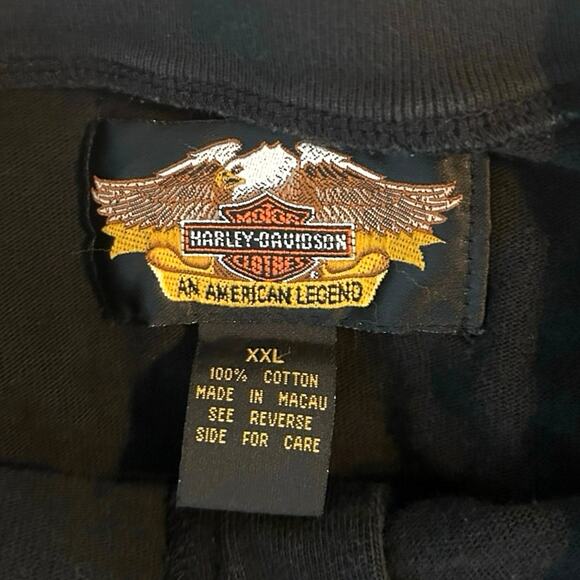 MOTOR
HARLEY-DAVIDSON
CLOTHES
®
AN AMERICAN LEGEND
XXL
100% COTTON
MADE IN MACAU
SEE REVERSE
SIDE FOR CARE